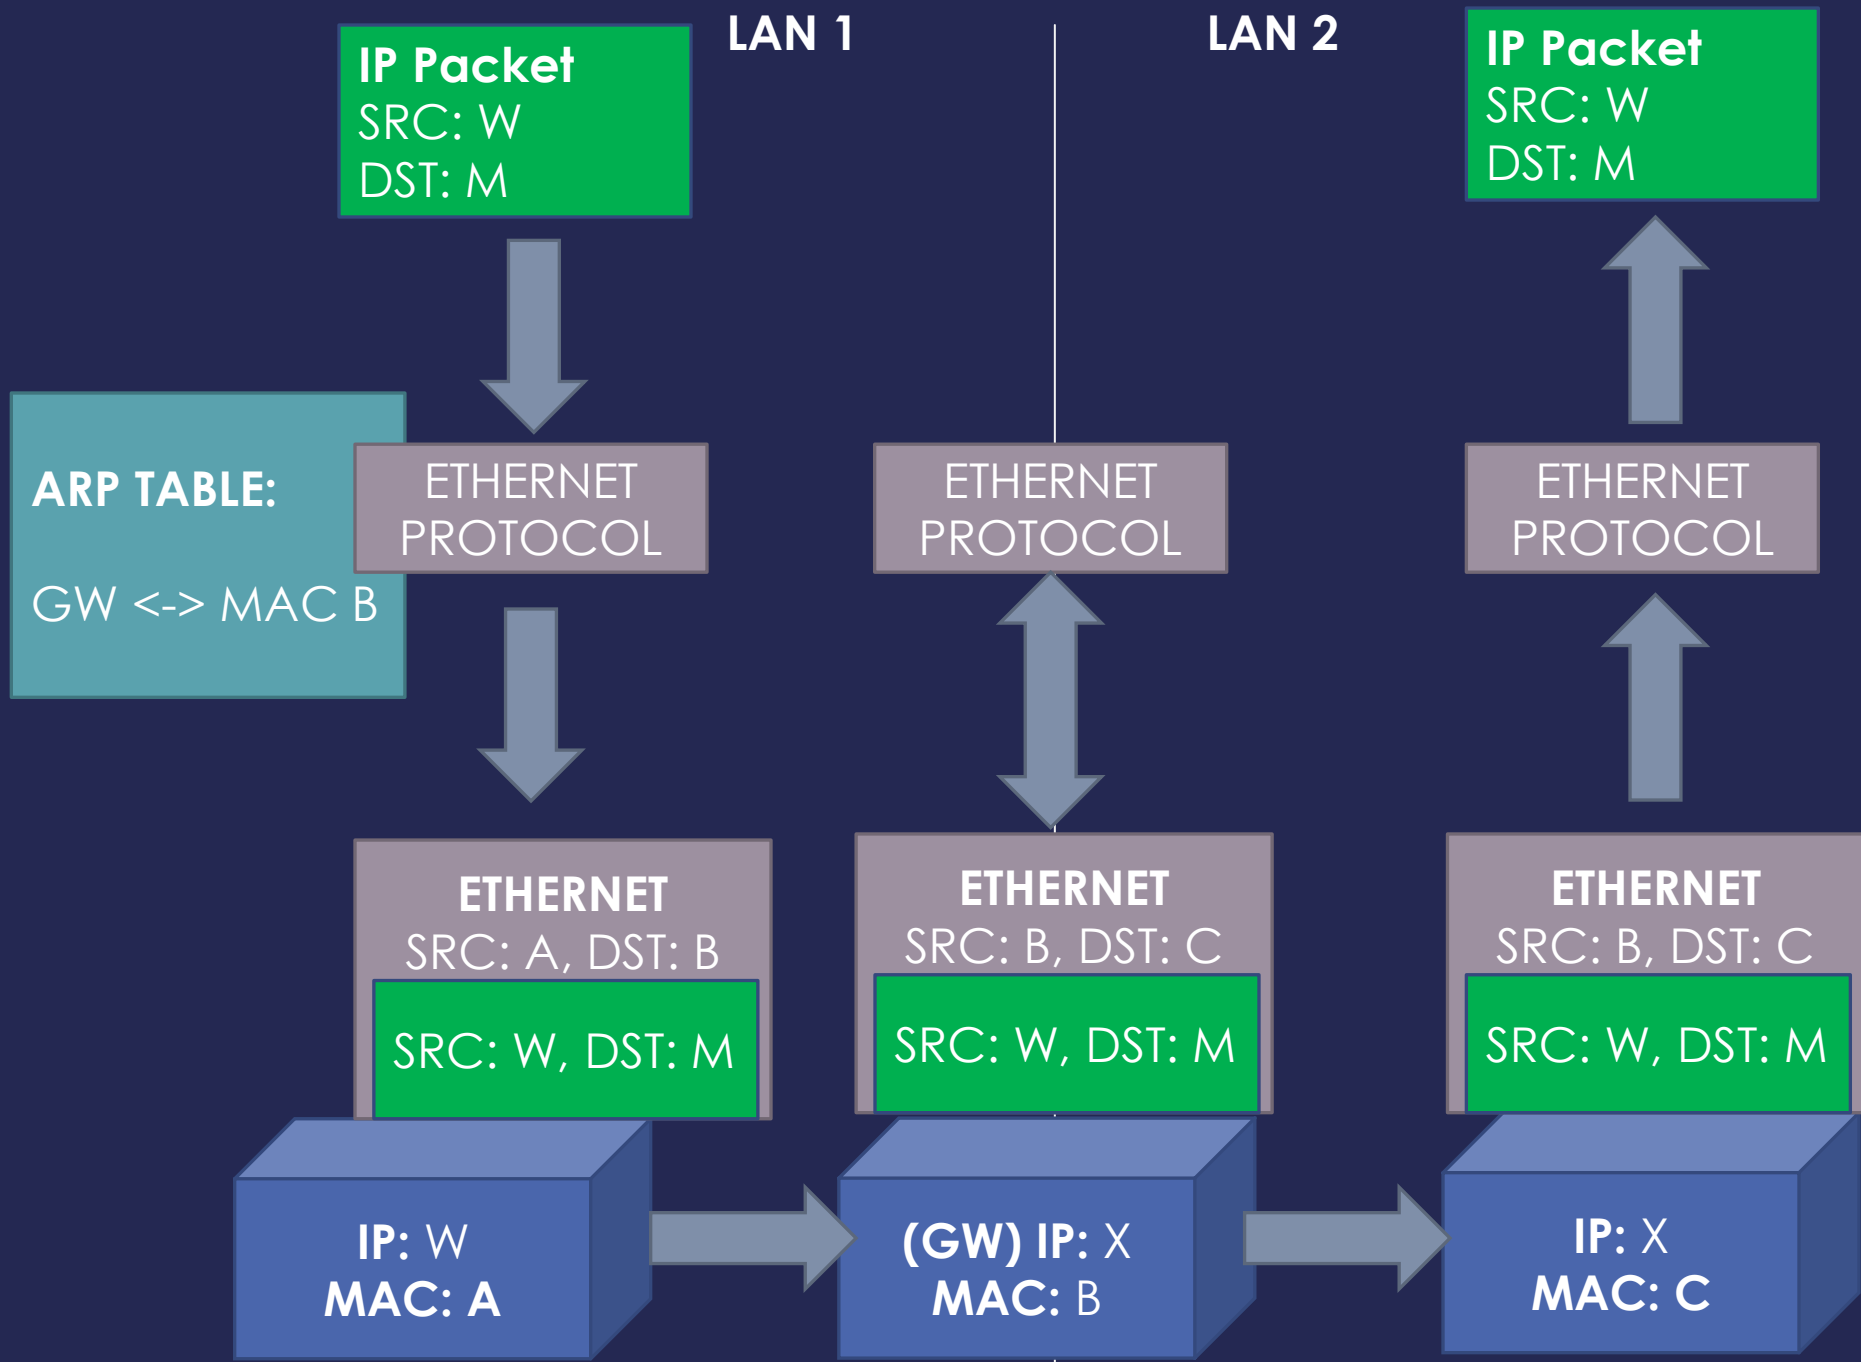 LAN 1
LAN 2
IP Packet
SRC: W
DST: M
IP Packet
SRC: W
DST: M
ARP TABLE:
GW <-> MAC B
ETHERNET
PROTOCOL
ETHERNET
PROTOCOL
ETHERNET
PROTOCOL
ETHERNET
SRC: A, DST: B
SRC: W, DST: M
ETHERNET
SRC: B, DST: C
SRC: W, DST: M
ETHERNET
SRC: B, DST: C
SRC: W, DST: M
IP: W
MAC: A
(GW) IP: X
MAC: B
IP: X
MAC: C